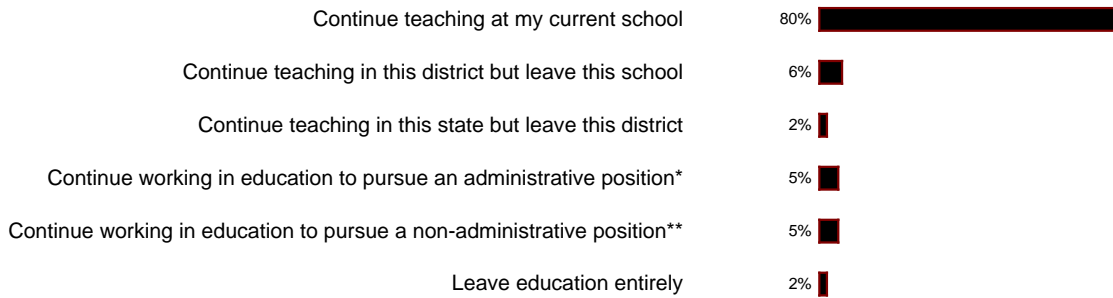 Continue teaching at my current school 80%
Continue teaching in this district but leave this school 6%
Continue teaching in this state but leave this district 2%
Continue working in education to pursue an administrative position* 5%
Continue working in education to pursue a non-administrative position** 5%
Leave education entirely 2%